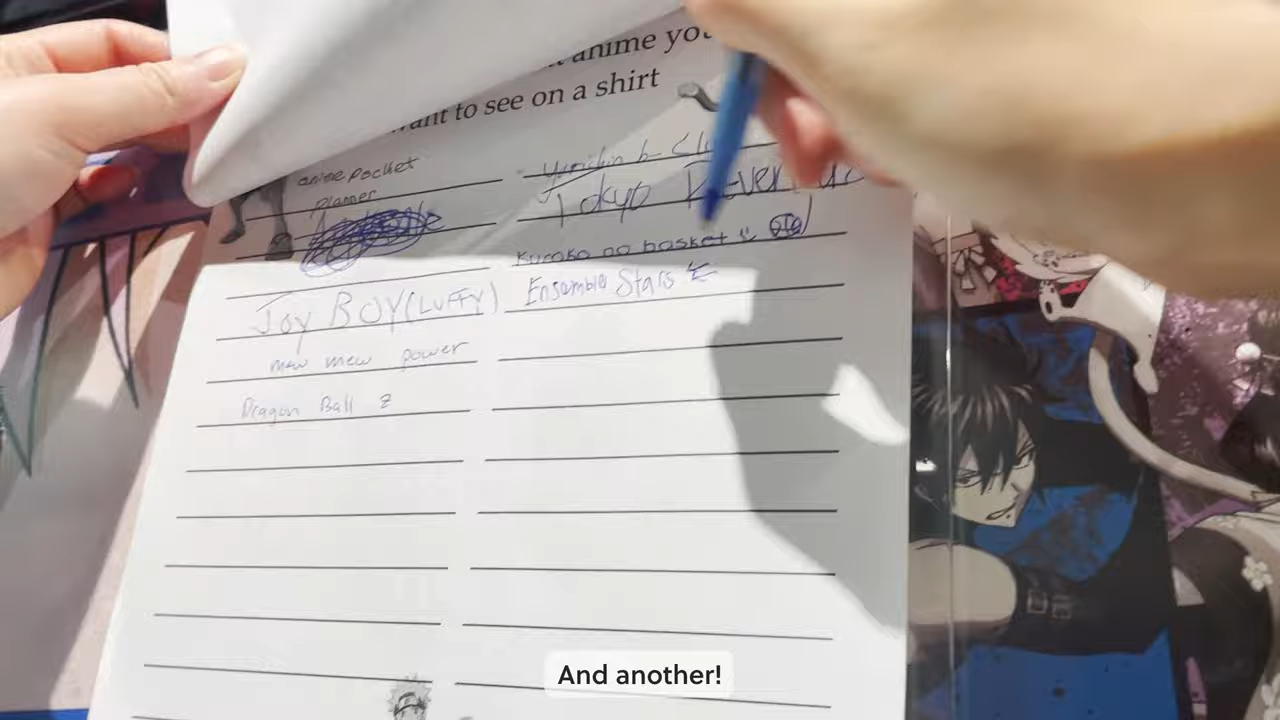 anime you
want to see on a shirt
anime pocket
planner
Joy BOY (LUFFY)
mew mew power
Dragon Ball Z
Tokyo Reven
Kuroko no basket
Ensemble Stars
And another!